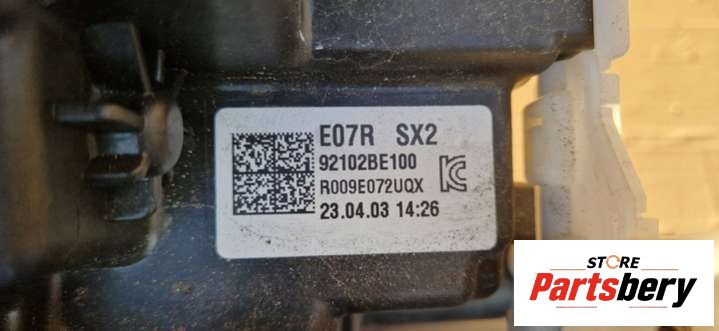 E07R SX2
92102BE100
R009E072UQX
23.04.03 14:26
STORE
Partsbery